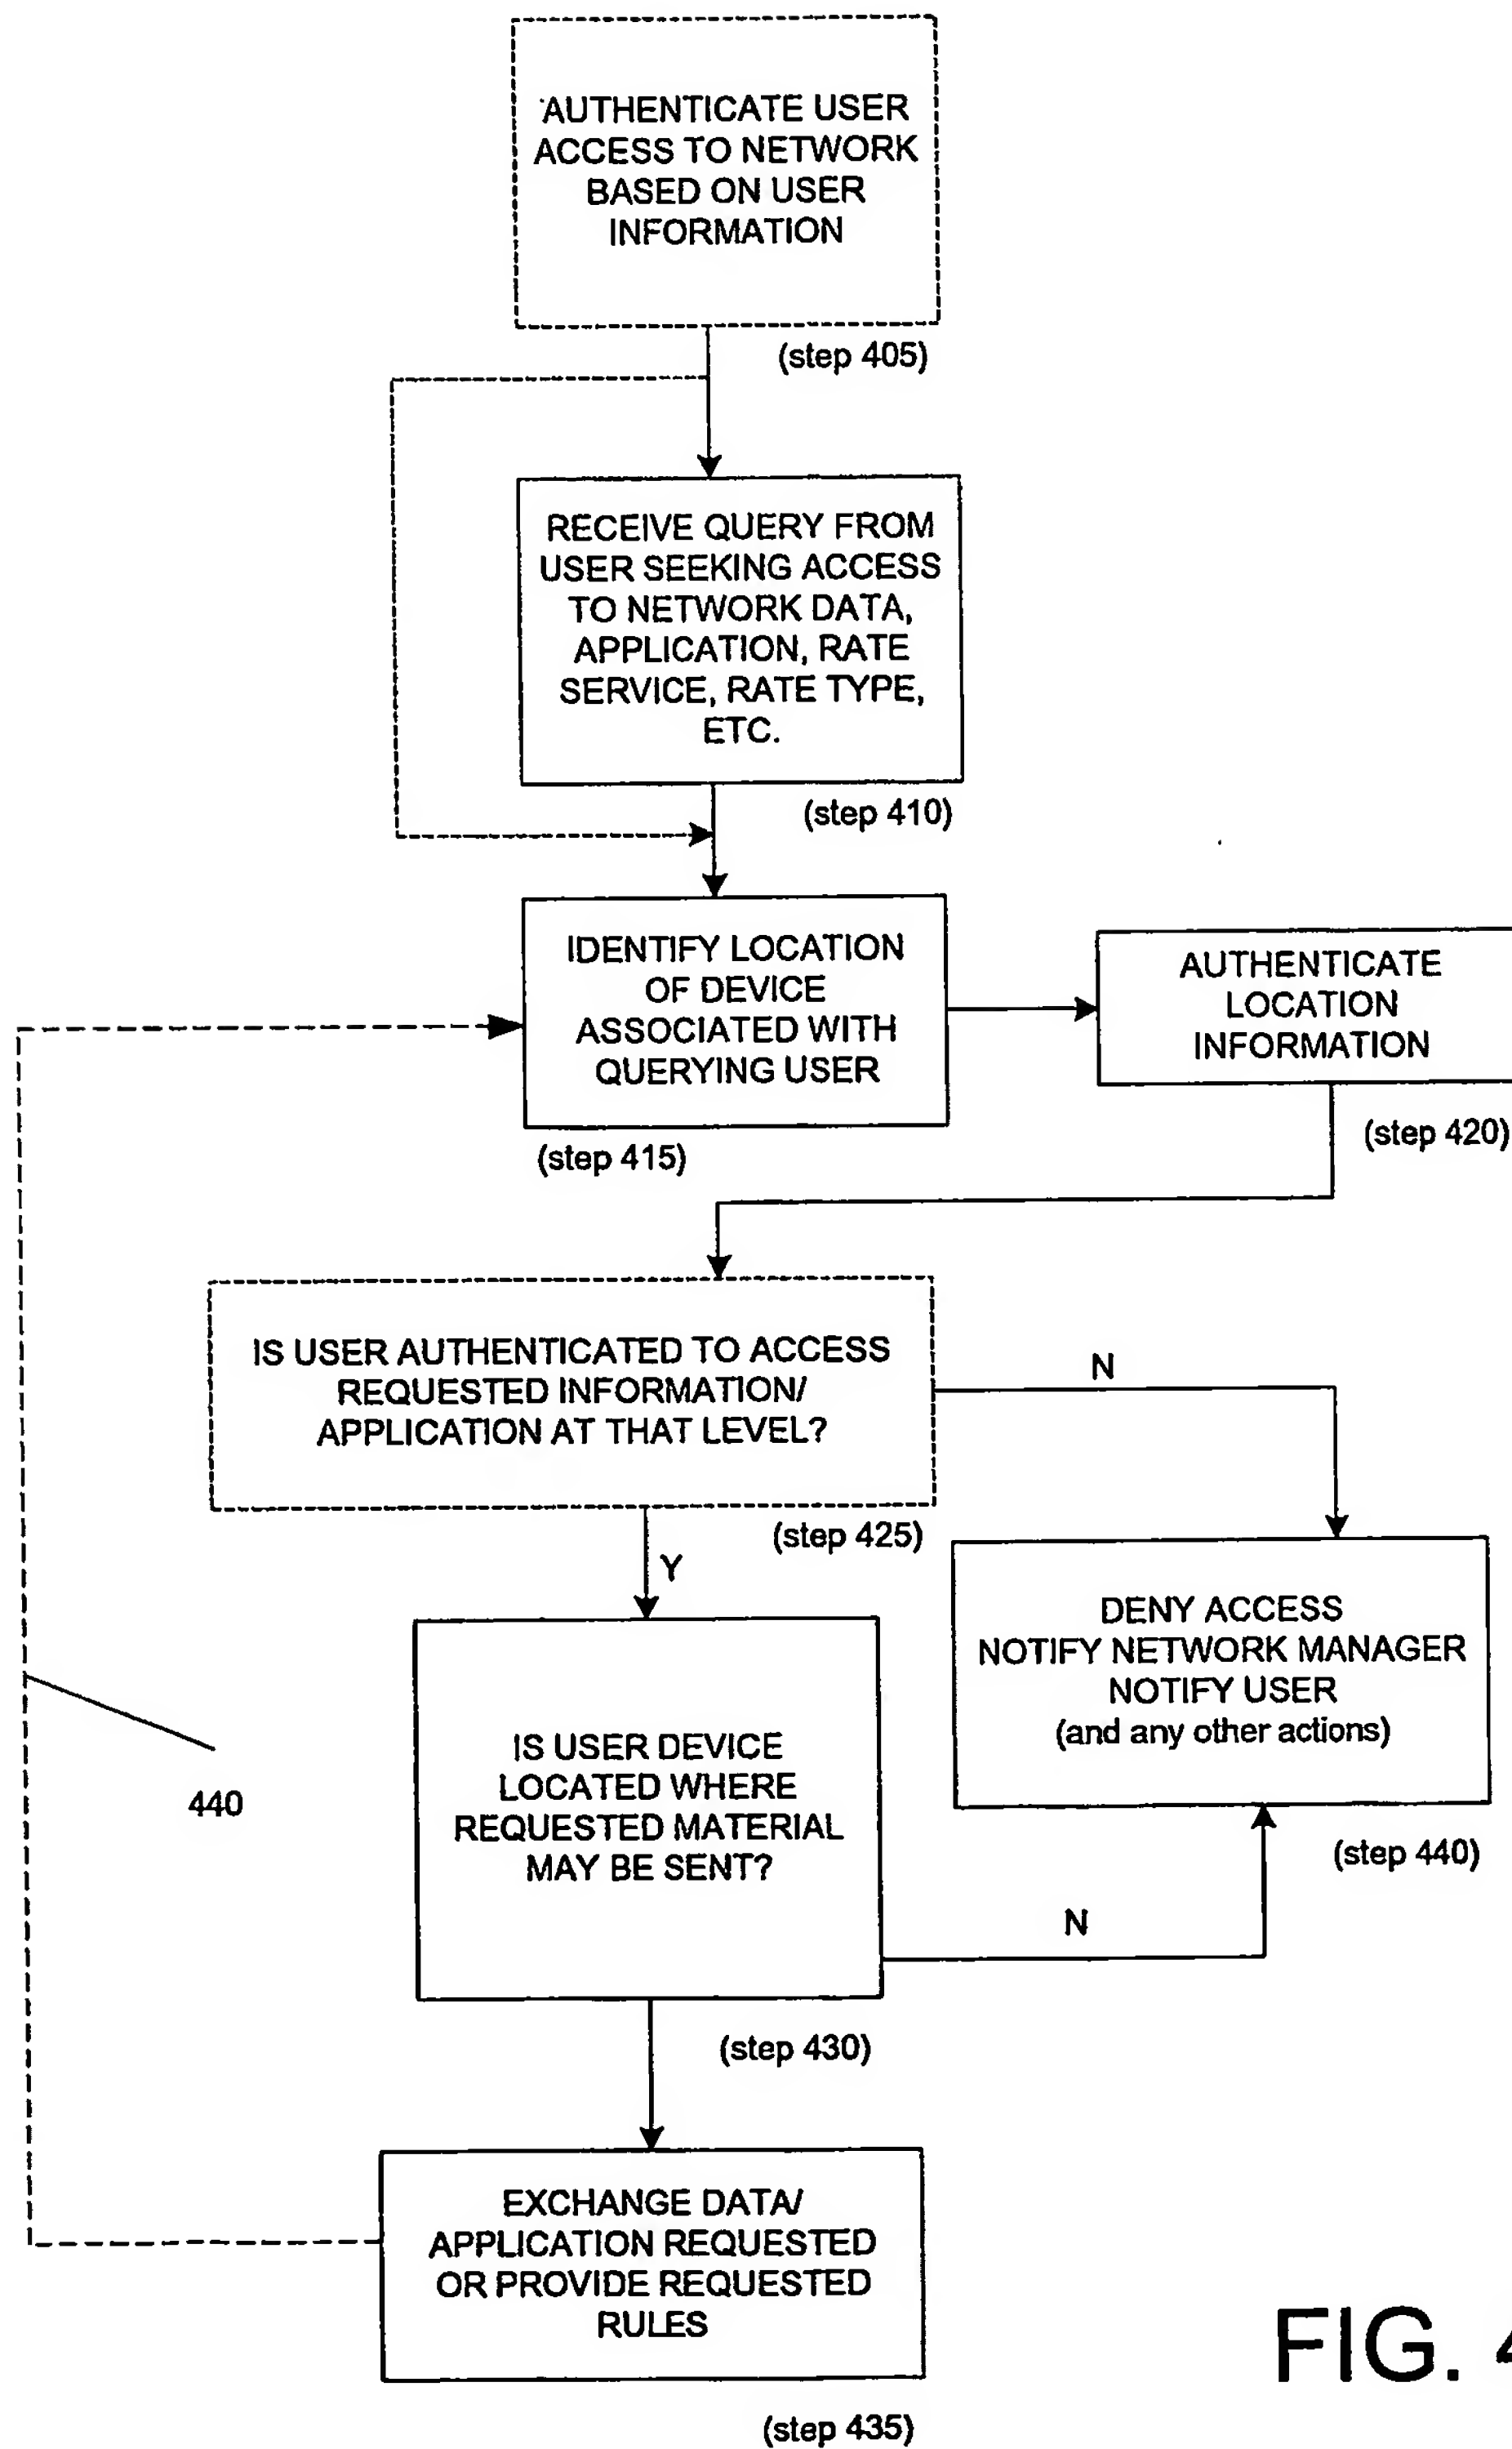 AUTHENTICATE USER
ACCESS TO NETWORK
BASED ON USER
INFORMATION
(step 405)
RECEIVE QUERY FROM
USER SEEKING ACCESS
TO NETWORK DATA,
APPLICATION, RATE
SERVICE, RATE TYPE,
ETC.
(step 410)
IDENTIFY LOCATION
OF DEVICE
ASSOCIATED WITH
QUERYING USER
(step 415)
AUTHENTICATE
LOCATION
INFORMATION
(step 420)
IS USER AUTHENTICATED TO ACCESS
REQUESTED INFORMATION/
APPLICATION AT THAT LEVEL?
(step 425)
N
Y
DENY ACCESS
NOTIFY NETWORK MANAGER
NOTIFY USER
(and any other actions)
(step 440)
IS USER DEVICE
LOCATED WHERE
REQUESTED MATERIAL
MAY BE SENT?
(step 430)
N
440
EXCHANGE DATA/
APPLICATION REQUESTED
OR PROVIDE REQUESTED
RULES
(step 435)
FIG. 4